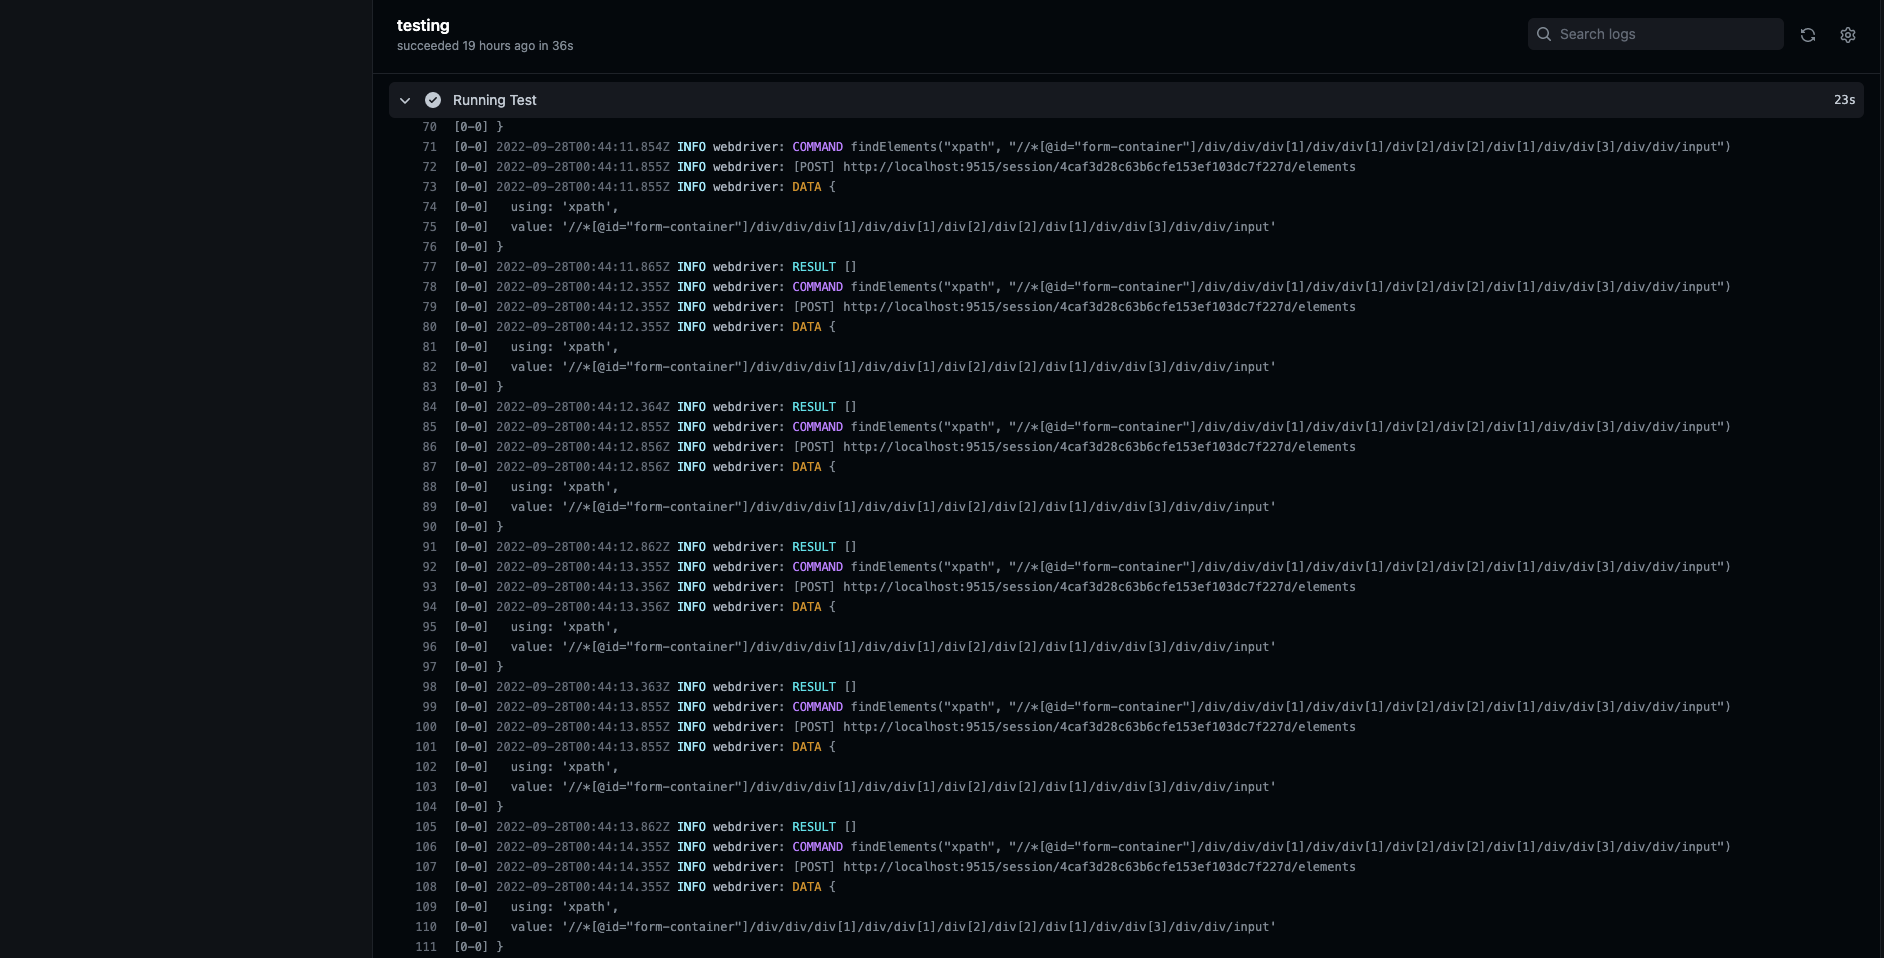 testing
succeeded 19 hours ago in 36s
Search logs
Running Test 23s
70 [0-0] }
71 [0-0] 2022-09-28T00:44:11.854Z INFO webdriver: COMMAND findElements("xpath", "//*[@id="form-container"]/div/div/div[1]/div/div[1]/div[2]/div[2]/div[1]/div/div[3]/div/div/input")
72 [0-0] 2022-09-28T00:44:11.855Z INFO webdriver: [POST] http://localhost:9515/session/4caf3d28c63b6cfe153ef103dc7f227d/elements
73 [0-0] 2022-09-28T00:44:11.855Z INFO webdriver: DATA {
74 [0-0]   using: 'xpath',
75 [0-0]   value: '//*[@id="form-container"]/div/div/div[1]/div/div[1]/div[2]/div[2]/div[1]/div/div[3]/div/div/input'
76 [0-0] }
77 [0-0] 2022-09-28T00:44:11.865Z INFO webdriver: RESULT []
78 [0-0] 2022-09-28T00:44:12.355Z INFO webdriver: COMMAND findElements("xpath", "//*[@id="form-container"]/div/div/div[1]/div/div[1]/div[2]/div[2]/div[1]/div/div[3]/div/div/input")
79 [0-0] 2022-09-28T00:44:12.355Z INFO webdriver: [POST] http://localhost:9515/session/4caf3d28c63b6cfe153ef103dc7f227d/elements
80 [0-0] 2022-09-28T00:44:12.355Z INFO webdriver: DATA {
81 [0-0]   using: 'xpath',
82 [0-0]   value: '//*[@id="form-container"]/div/div/div[1]/div/div[1]/div[2]/div[2]/div[1]/div/div[3]/div/div/input'
83 [0-0] }
84 [0-0] 2022-09-28T00:44:12.364Z INFO webdriver: RESULT []
85 [0-0] 2022-09-28T00:44:12.855Z INFO webdriver: COMMAND findElements("xpath", "//*[@id="form-container"]/div/div/div[1]/div/div[1]/div[2]/div[2]/div[1]/div/div[3]/div/div/input")
86 [0-0] 2022-09-28T00:44:12.856Z INFO webdriver: [POST] http://localhost:9515/session/4caf3d28c63b6cfe153ef103dc7f227d/elements
87 [0-0] 2022-09-28T00:44:12.856Z INFO webdriver: DATA {
88 [0-0]   using: 'xpath',
89 [0-0]   value: '//*[@id="form-container"]/div/div/div[1]/div/div[1]/div[2]/div[2]/div[1]/div/div[3]/div/div/input'
90 [0-0] }
91 [0-0] 2022-09-28T00:44:12.862Z INFO webdriver: RESULT []
92 [0-0] 2022-09-28T00:44:13.355Z INFO webdriver: COMMAND findElements("xpath", "//*[@id="form-container"]/div/div/div[1]/div/div[1]/div[2]/div[2]/div[1]/div/div[3]/div/div/input")
93 [0-0] 2022-09-28T00:44:13.356Z INFO webdriver: [POST] http://localhost:9515/session/4caf3d28c63b6cfe153ef103dc7f227d/elements
94 [0-0] 2022-09-28T00:44:13.356Z INFO webdriver: DATA {
95 [0-0]   using: 'xpath',
96 [0-0]   value: '//*[@id="form-container"]/div/div/div[1]/div/div[1]/div[2]/div[2]/div[1]/div/div[3]/div/div/input'
97 [0-0] }
98 [0-0] 2022-09-28T00:44:13.363Z INFO webdriver: RESULT []
99 [0-0] 2022-09-28T00:44:13.855Z INFO webdriver: COMMAND findElements("xpath", "//*[@id="form-container"]/div/div/div[1]/div/div[1]/div[2]/div[2]/div[1]/div/div[3]/div/div/input")
100 [0-0] 2022-09-28T00:44:13.855Z INFO webdriver: [POST] http://localhost:9515/session/4caf3d28c63b6cfe153ef103dc7f227d/elements
101 [0-0] 2022-09-28T00:44:13.855Z INFO webdriver: DATA {
102 [0-0]   using: 'xpath',
103 [0-0]   value: '//*[@id="form-container"]/div/div/div[1]/div/div[1]/div[2]/div[2]/div[1]/div/div[3]/div/div/input'
104 [0-0] }
105 [0-0] 2022-09-28T00:44:13.862Z INFO webdriver: RESULT []
106 [0-0] 2022-09-28T00:44:14.355Z INFO webdriver: COMMAND findElements("xpath", "//*[@id="form-container"]/div/div/div[1]/div/div[1]/div[2]/div[2]/div[1]/div/div[3]/div/div/input")
107 [0-0] 2022-09-28T00:44:14.355Z INFO webdriver: [POST] http://localhost:9515/session/4caf3d28c63b6cfe153ef103dc7f227d/elements
108 [0-0] 2022-09-28T00:44:14.355Z INFO webdriver: DATA {
109 [0-0]   using: 'xpath',
110 [0-0]   value: '//*[@id="form-container"]/div/div/div[1]/div/div[1]/div[2]/div[2]/div[1]/div/div[3]/div/div/input'
111 [0-0] }